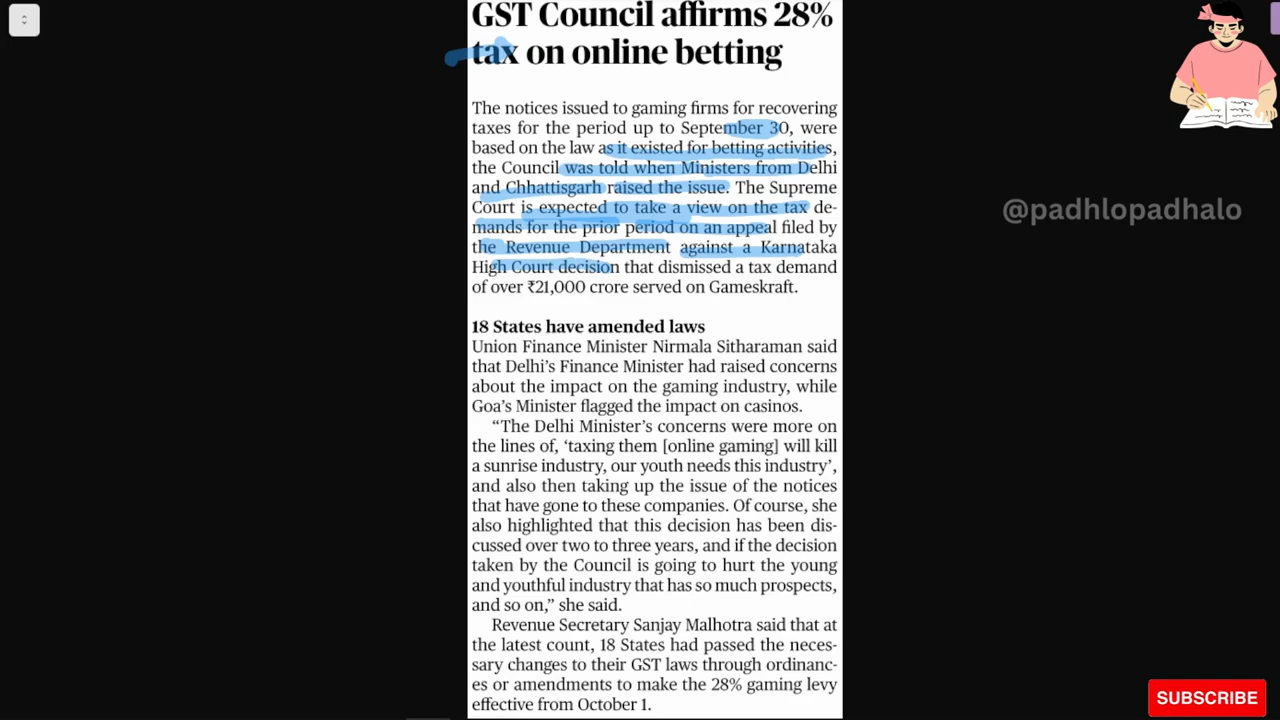 GST Council affirms 28%
tax on online betting
The notices issued to gaming firms for recovering
taxes for the period up to September 30, were
based on the law as it existed for betting activities,
the Council was told when Ministers from Delhi
and Chhattisgarh raised the issue. The Supreme
Court is expected to take a view on the tax de-
mands for the prior period on an appeal filed by
the Revenue Department against a Karnataka
High Court decision that dismissed a tax demand
of over ₹21,000 crore served on Gameskraft.
18 States have amended laws
Union Finance Minister Nirmala Sitharaman said
that Delhi’s Finance Minister had raised concerns
about the impact on the gaming industry, while
Goa’s Minister flagged the impact on casinos.
“The Delhi Minister’s concerns were more on
the lines of, ‘taxing them [online gaming] will kill
a sunrise industry, our youth needs this industry’,
and also then taking up the issue of the notices
that have gone to these companies. Of course, she
also highlighted that this decision has been dis-
cussed over two to three years, and if the decision
taken by the Council is going to hurt the young
and youthful industry that has so much prospects,
and so on,” she said.
Revenue Secretary Sanjay Malhotra said that at
the latest count, 18 States had passed the neces-
sary changes to their GST laws through ordinanc-
es or amendments to make the 28% gaming levy
effective from October 1.
@padhlopadhalo
SUBSCRIBE